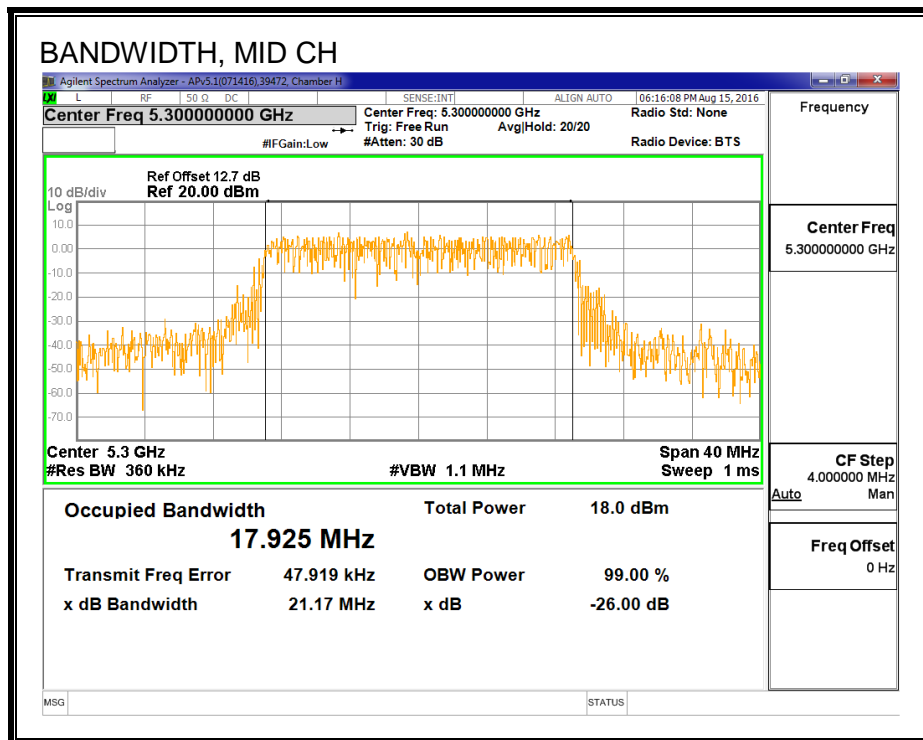 BANDWIDTH, MID CH
Agilent Spectrum Analyzer - APv5.1(071416),39472, Chamber H
LXI L RF 50 Ω DC SENSE:INT ALIGN AUTO 06:16:08 PM Aug 15, 2016
Center Freq 5.300000000 GHz
Center Freq: 5.300000000 GHz Radio Std: None
Trig: Free Run Avg|Hold: 20/20
#IFGain:Low #Atten: 30 dB Radio Device: BTS
Frequency
Ref Offset 12.7 dB
10 dB/div Ref 20.00 dBm
Log
10.0
0.00
-10.0
-20.0
-30.0
-40.0
-50.0
-60.0
-70.0
Center 5.3 GHz Span 40 MHz
#Res BW 360 kHz #VBW 1.1 MHz Sweep 1 ms
Occupied Bandwidth Total Power 18.0 dBm
17.925 MHz
Transmit Freq Error 47.919 kHz OBW Power 99.00 %
x dB Bandwidth 21.17 MHz x dB -26.00 dB
Center Freq
5.300000000 GHz
CF Step
4.000000 MHz
Auto Man
Freq Offset
0 Hz
MSG STATUS